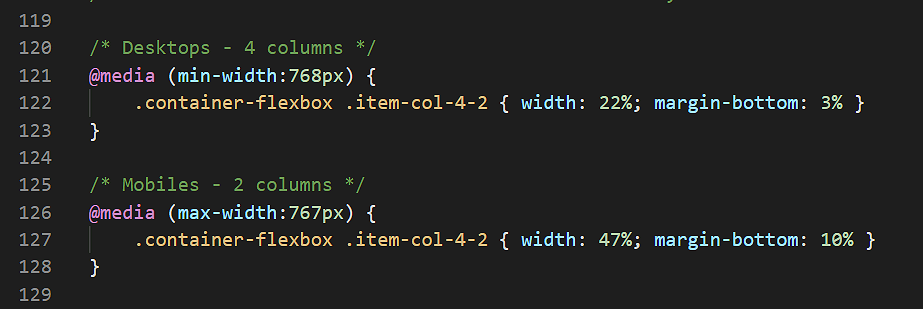 119
120 /* Desktops - 4 columns */
121 @media (min-width:768px) {
122 .container-flexbox .item-col-4-2 { width: 22%; margin-bottom: 3% }
123 }
124
125 /* Mobiles - 2 columns */
126 @media (max-width:767px) {
127 .container-flexbox .item-col-4-2 { width: 47%; margin-bottom: 10% }
128 }
129